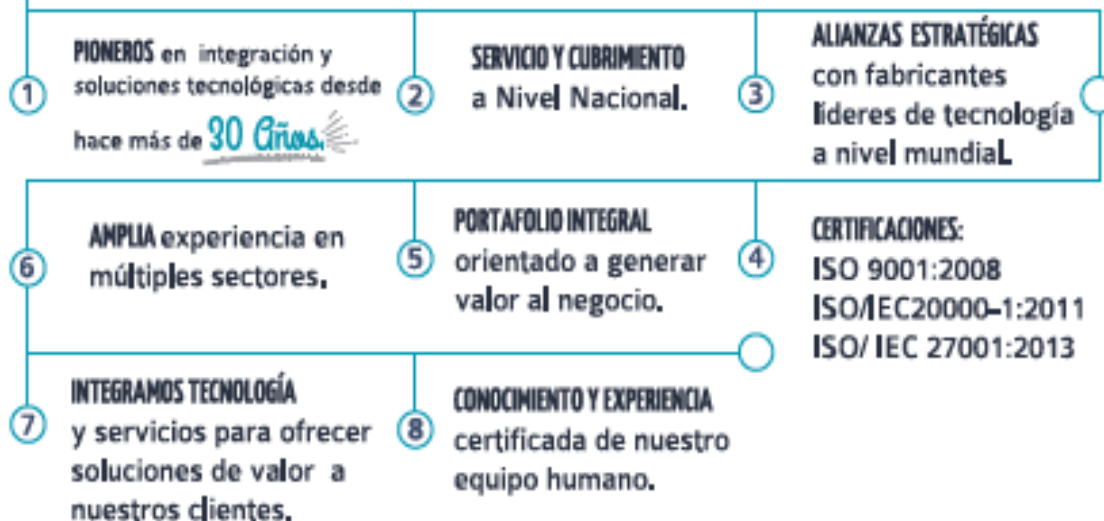 1
PIONEROS en integración y
soluciones tecnológicas desde
hace más de 30 Años.
2
SERVICIO Y CUBRIMIENTO
a Nivel Nacional.
3
ALIANZAS ESTRATÉGICAS
con fabricantes
líderes de tecnología
a nivel mundial.
4
CERTIFICACIONES:
ISO 9001:2008
ISO/IEC20000-1:2011
ISO/ IEC 27001:2013
5
PORTAFOLIO INTEGRAL
orientado a generar
valor al negocio.
6
AMPLIA experiencia en
múltiples sectores.
7
INTEGRAMOS TECNOLOGÍA
y servicios para ofrecer
soluciones de valor a
nuestros clientes.
8
CONOCIMIENTO Y EXPERIENCIA
certificada de nuestro
equipo humano.